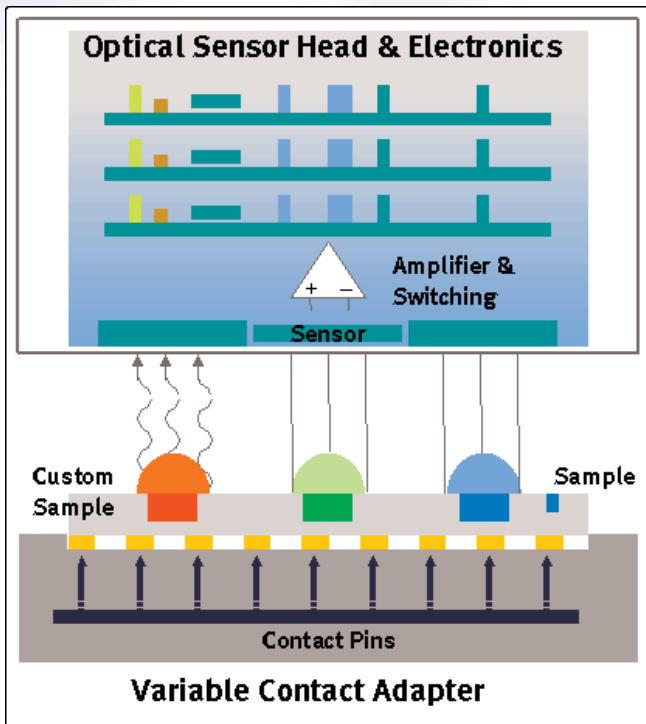 Optical Sensor Head & Electronics
+ −
Amplifier &
Switching
Sensor
Custom
Sample
Sample
Contact Pins
Variable Contact Adapter